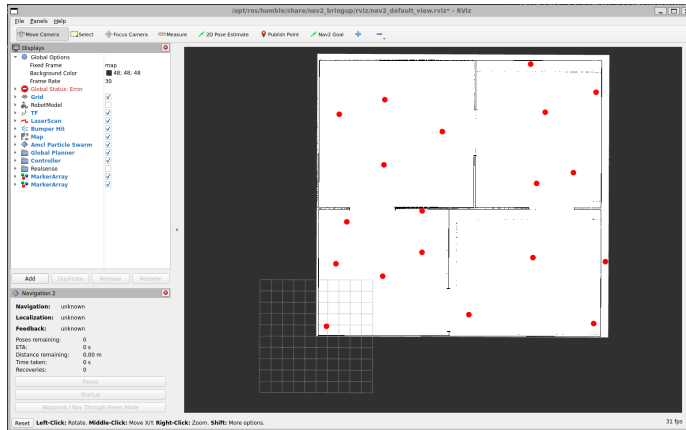 /opt/ros/humble/share/nav2_bringup/rviz/nav2_default_view.rviz* - RViz
File Panels Help
Move Camera Select Focus Camera Measure 2D Pose Estimate Publish Point Nav2 Goal
Displays
Global Options
Fixed Frame map
Background Color 48; 48; 48
Frame Rate 30
Global Status: Error
Grid
RobotModel
TF
LaserScan
Bumper Hit
Map
Amcl Particle Swarm
Global Planner
Controller
Realsense
MarkerArray
MarkerArray
Add Duplicate Remove Rename
Navigation 2
Navigation: unknown
Localization: unknown
Feedback: unknown
Poses remaining: 0
ETA: 0 s
Distance remaining: 0.00 m
Time taken: 0 s
Recoveries: 0
Pause
Startup
Waypoint / Nav Through Poses Mode
Reset Left-Click: Rotate. Middle-Click: Move X/Y. Right-Click: Zoom. Shift: More options. 31 fps